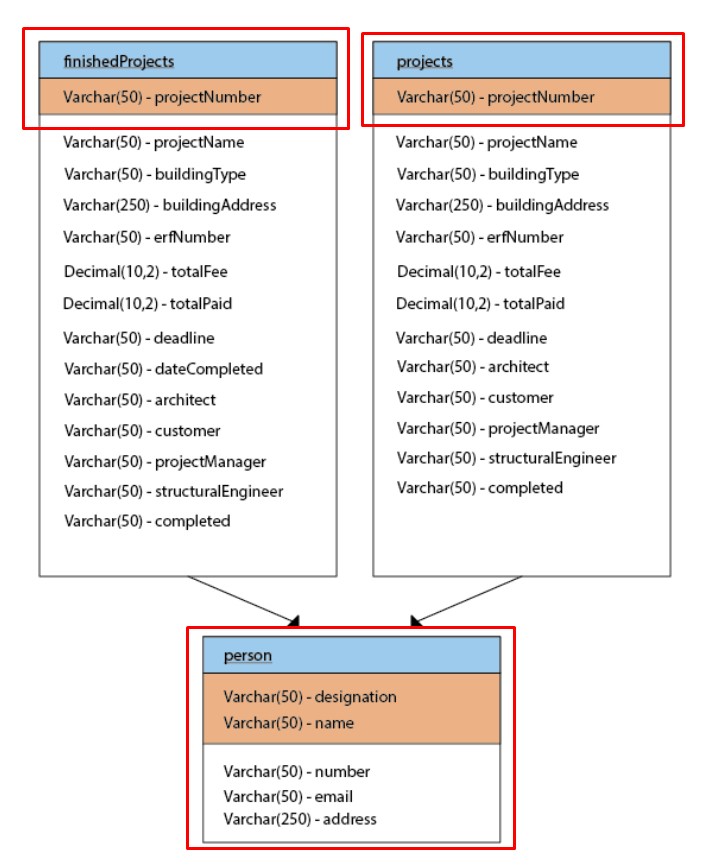 finishedProjects
Varchar(50) - projectNumber
Varchar(50) - projectName
Varchar(50) - buildingType
Varchar(250) - buildingAddress
Varchar(50) - erfNumber
Decimal(10,2) - totalFee
Decimal(10,2) - totalPaid
Varchar(50) - deadline
Varchar(50) - dateCompleted
Varchar(50) - architect
Varchar(50) - customer
Varchar(50) - projectManager
Varchar(50) - structuralEngineer
Varchar(50) - completed
projects
Varchar(50) - projectNumber
Varchar(50) - projectName
Varchar(50) - buildingType
Varchar(250) - buildingAddress
Varchar(50) - erfNumber
Decimal(10,2) - totalFee
Decimal(10,2) - totalPaid
Varchar(50) - deadline
Varchar(50) - architect
Varchar(50) - customer
Varchar(50) - projectManager
Varchar(50) - structuralEngineer
Varchar(50) - completed
person
Varchar(50) - designation
Varchar(50) - name
Varchar(50) - number
Varchar(50) - email
Varchar(250) - address